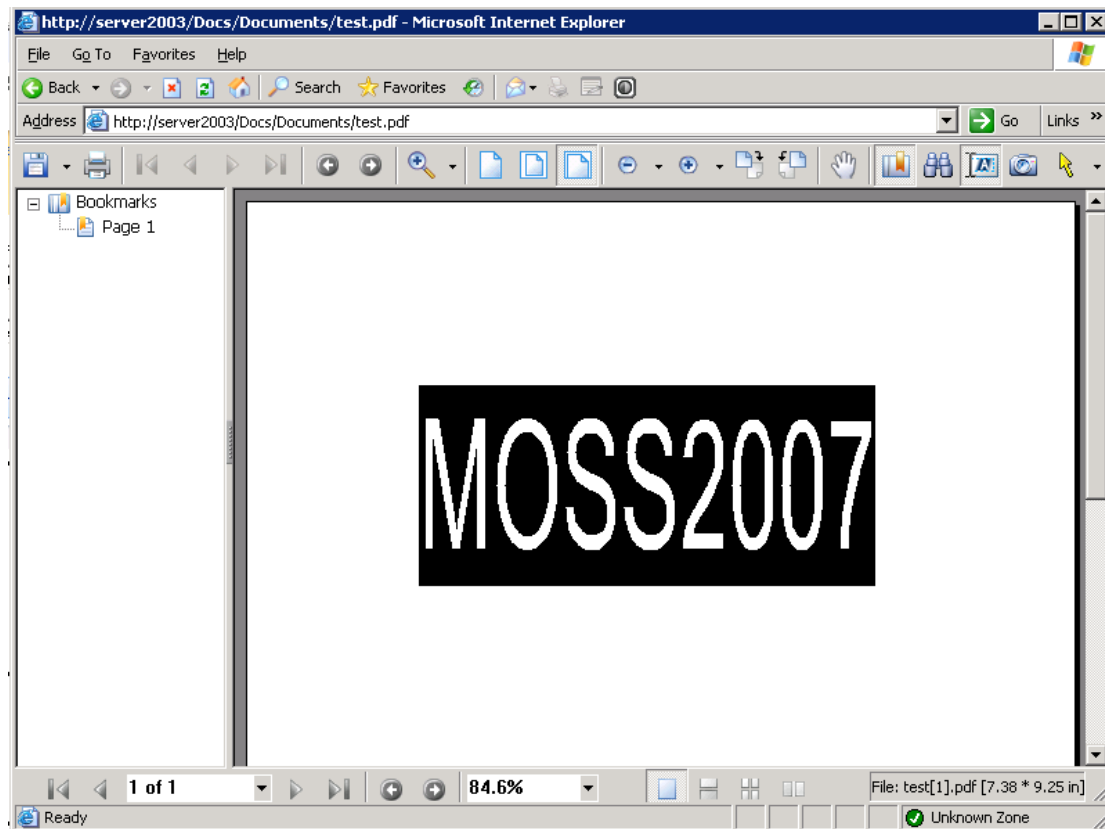 http://server2003/Docs/Documents/test.pdf - Microsoft Internet Explorer
File Go To Favorites Help
Back Search Favorites
Address http://server2003/Docs/Documents/test.pdf Go Links »
Bookmarks
Page 1
MOSS2007
1 of 1 84.6% File: test[1].pdf [7.38 * 9.25 in]
Ready Unknown Zone